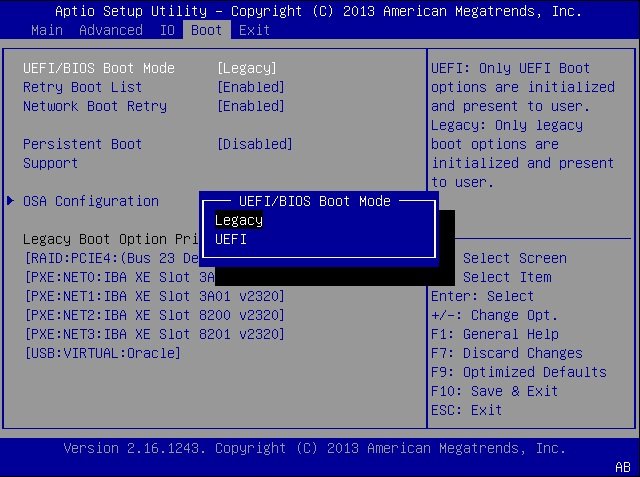 Aptio Setup Utility – Copyright (C) 2013 American Megatrends, Inc.
Main Advanced IO Boot Exit
UEFI/BIOS Boot Mode [Legacy]
Retry Boot List [Enabled]
Network Boot Retry [Enabled]
Persistent Boot [Disabled]
Support
OSA Configuration
Legacy Boot Option Pri
[RAID:PCIE4:(Bus 23 De
[PXE:NET0:IBA XE Slot 3A
[PXE:NET1:IBA XE Slot 3A01 v2320]
[PXE:NET2:IBA XE Slot 8200 v2320]
[PXE:NET3:IBA XE Slot 8201 v2320]
[USB:VIRTUAL:Oracle]
UEFI/BIOS Boot Mode
Legacy
UEFI
UEFI: Only UEFI Boot
options are initialized
and present to user.
Legacy: Only legacy
boot options are
initialized and present
to user.
Select Screen
Select Item
Enter: Select
+/-: Change Opt.
F1: General Help
F7: Discard Changes
F9: Optimized Defaults
F10: Save & Exit
ESC: Exit
Version 2.16.1243. Copyright (C) 2013 American Megatrends, Inc.
AB